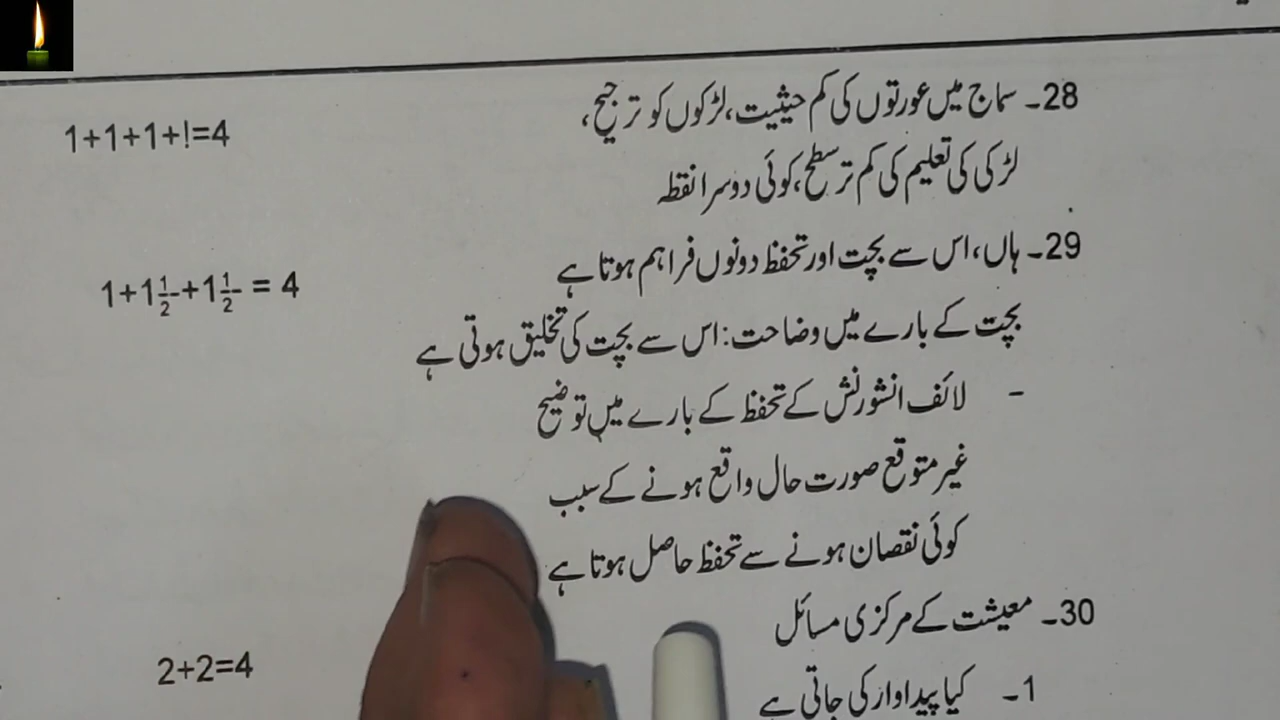 28۔ سماج میں عورتوں کی کم حیثیت، لڑکوں کو ترجیح، 1+1+1+!=4
لڑکی کی تعلیم کی کم تر سطح، کوئی دوسرا نقطہ
29۔ ہاں، اس سے بچت اور تحفظ دونوں فراہم ہوتا ہے 1+1½+1½ = 4
بچت کے بارے میں وضاحت: اس سے بچت کی تخلیق ہوتی ہے
- لائف انشورنش کے تحفظ کے بارے میں توضیح
غیر متوقع صورت حال واقع ہونے کے سبب
کوئی نقصان ہونے سے تحفظ حاصل ہوتا ہے
30۔ معیشت کے مرکزی مسائل 2+2=4
1۔ کیا پیداوار کی جاتی ہے